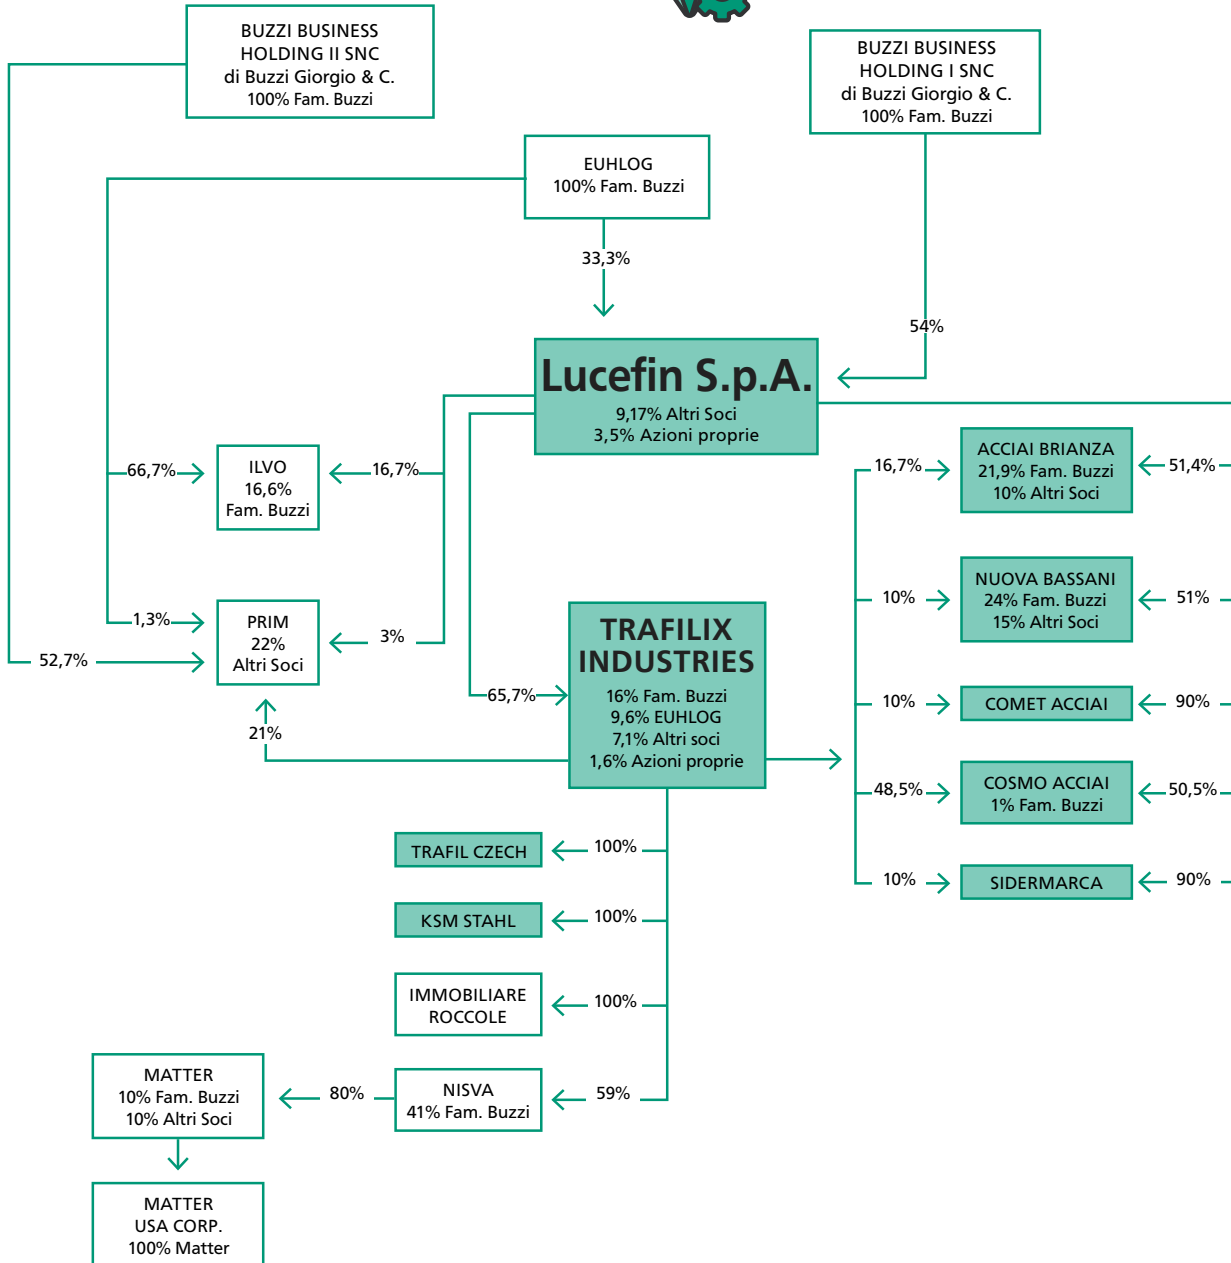 BUZZI BUSINESS
HOLDING II SNC
di Buzzi Giorgio & C.
100% Fam. Buzzi
BUZZI BUSINESS
HOLDING I SNC
di Buzzi Giorgio & C.
100% Fam. Buzzi
EUHLOG
100% Fam. Buzzi
33,3%
54%
Lucefin S.p.A.
9,17% Altri Soci
3,5% Azioni proprie
66,7%
ILVO
16,6%
Fam. Buzzi
16,7%
16,7%
ACCIAI BRIANZA
21,9% Fam. Buzzi
10% Altri Soci
51,4%
10%
NUOVA BASSANI
24% Fam. Buzzi
15% Altri Soci
51%
1,3%
52,7%
PRIM
22%
Altri Soci
3%
21%
65,7%
TRAFILIX
INDUSTRIES
16% Fam. Buzzi
9,6% EUHLOG
7,1% Altri soci
1,6% Azioni proprie
10%
COMET ACCIAI
90%
48,5%
COSMO ACCIAI
1% Fam. Buzzi
50,5%
10%
SIDERMARCA
90%
TRAFIL CZECH
100%
KSM STAHL
100%
IMMOBILIARE
ROCCOLE
100%
MATTER
10% Fam. Buzzi
10% Altri Soci
80%
NISVA
41% Fam. Buzzi
59%
MATTER
USA CORP.
100% Matter